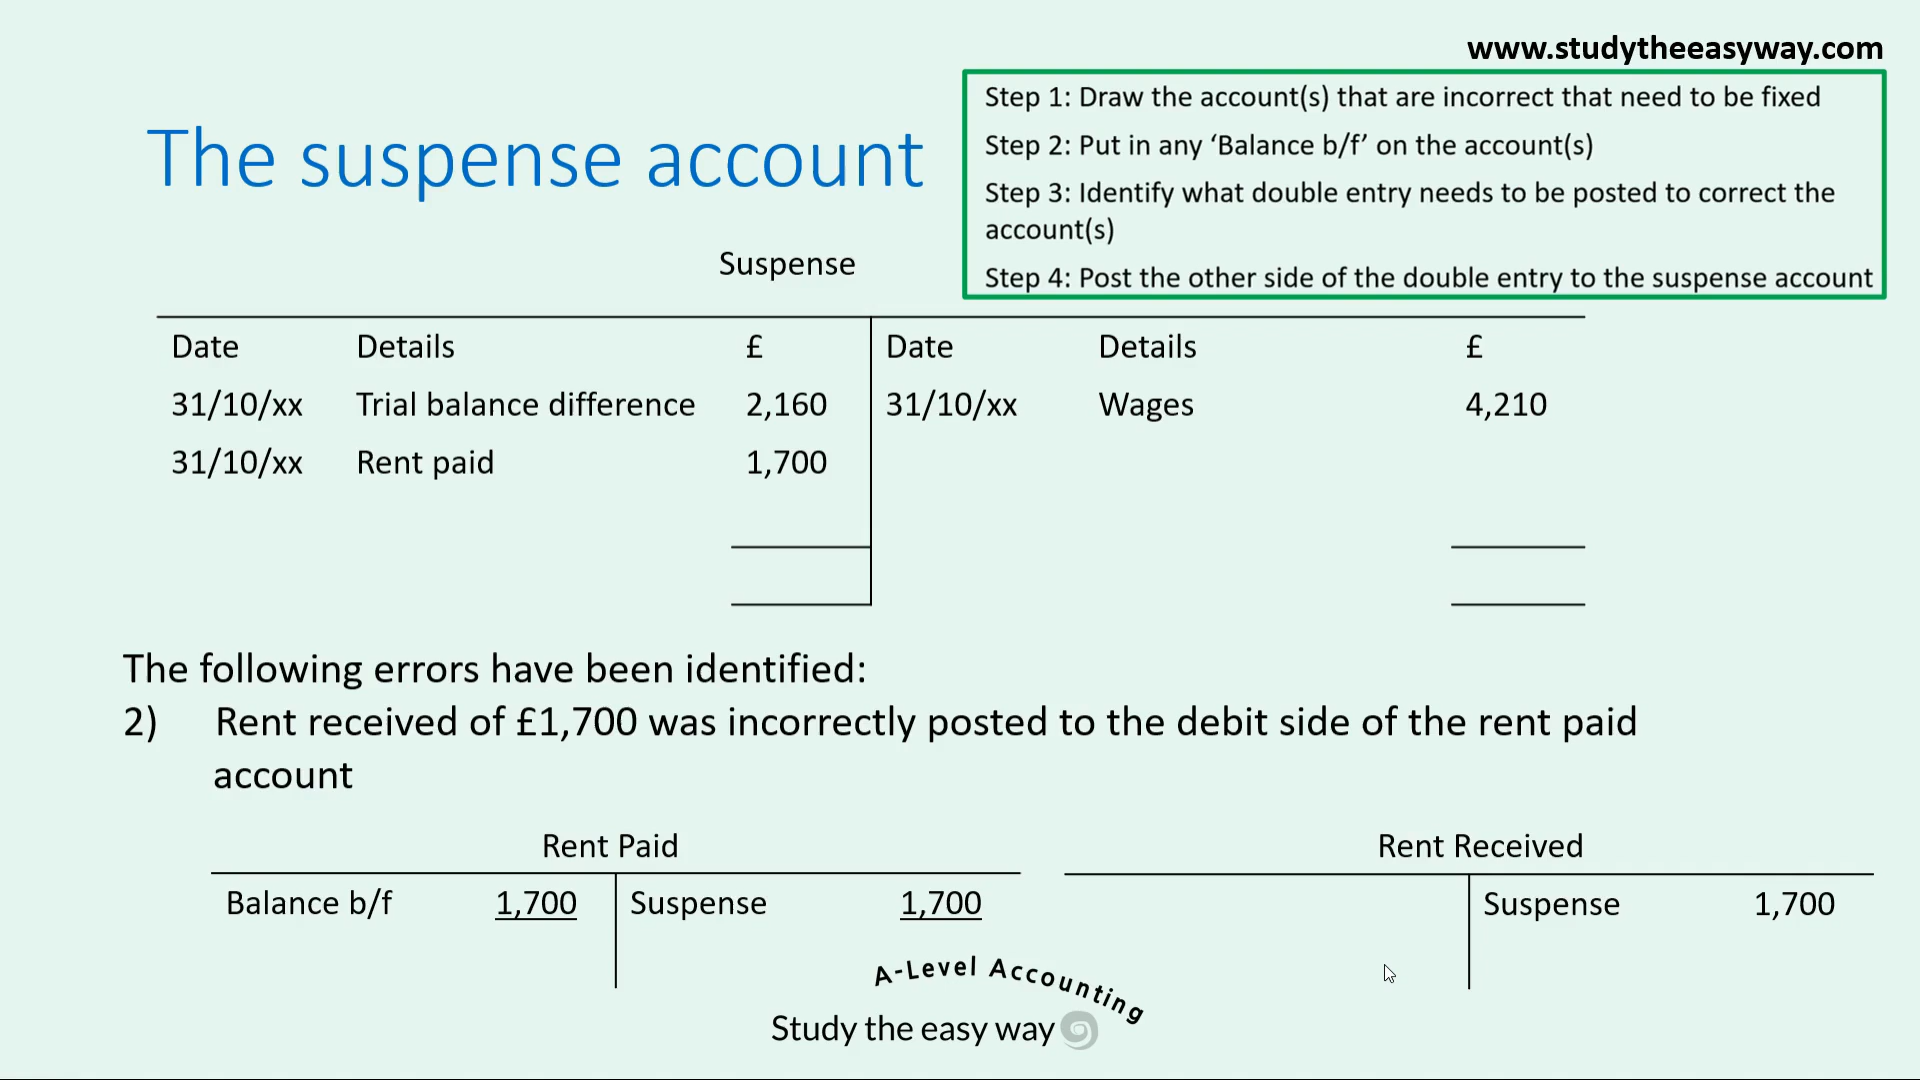 www.studytheeasyway.com
The suspense account
Step 1: Draw the account(s) that are incorrect that need to be fixed
Step 2: Put in any ‘Balance b/f’ on the account(s)
Step 3: Identify what double entry needs to be posted to correct the
account(s)
Step 4: Post the other side of the double entry to the suspense account
Suspense
Date Details £ Date Details £
31/10/xx Trial balance difference 2,160 31/10/xx Wages 4,210
31/10/xx Rent paid 1,700
The following errors have been identified:
2) Rent received of £1,700 was incorrectly posted to the debit side of the rent paid
account
Rent Paid
Balance b/f 1,700 Suspense 1,700
Rent Received
Suspense 1,700
A-Level Accounting
Study the easy way